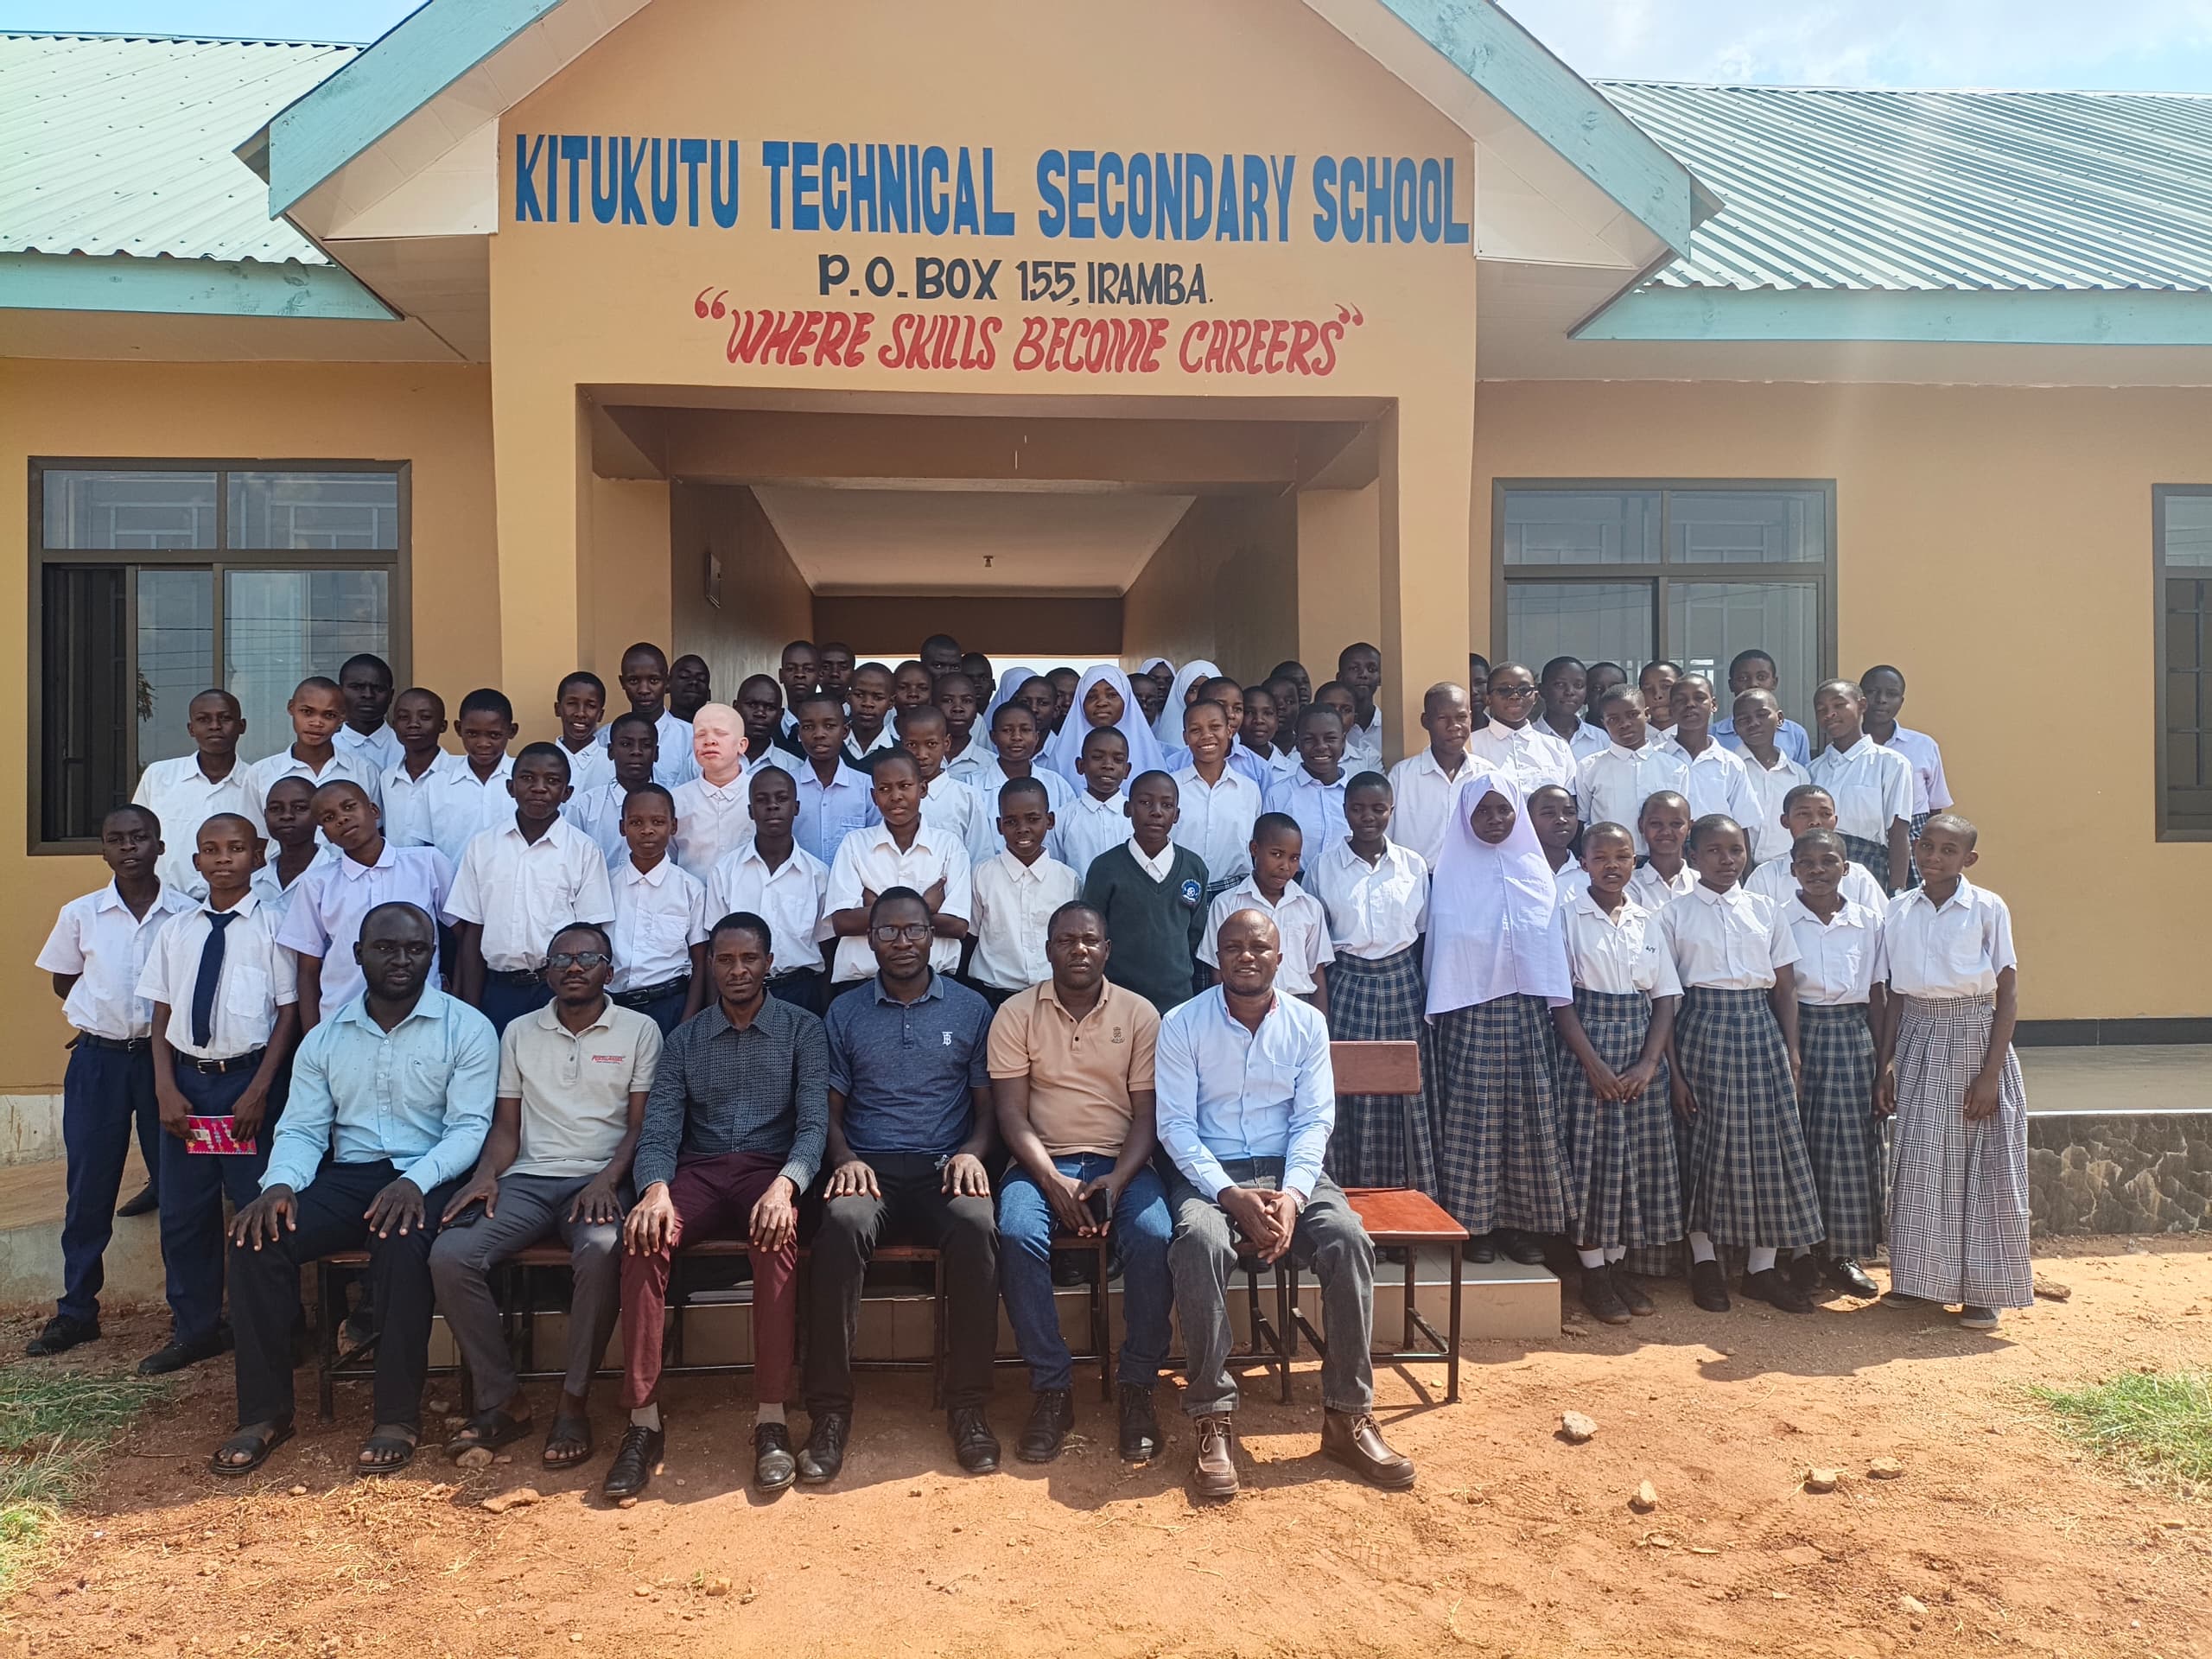 KITUKUTU TECHNICAL SECONDARY SCHOOL
P.O. BOX 155, IRAMBA.
"WHERE SKILLS BECOME CAREERS"